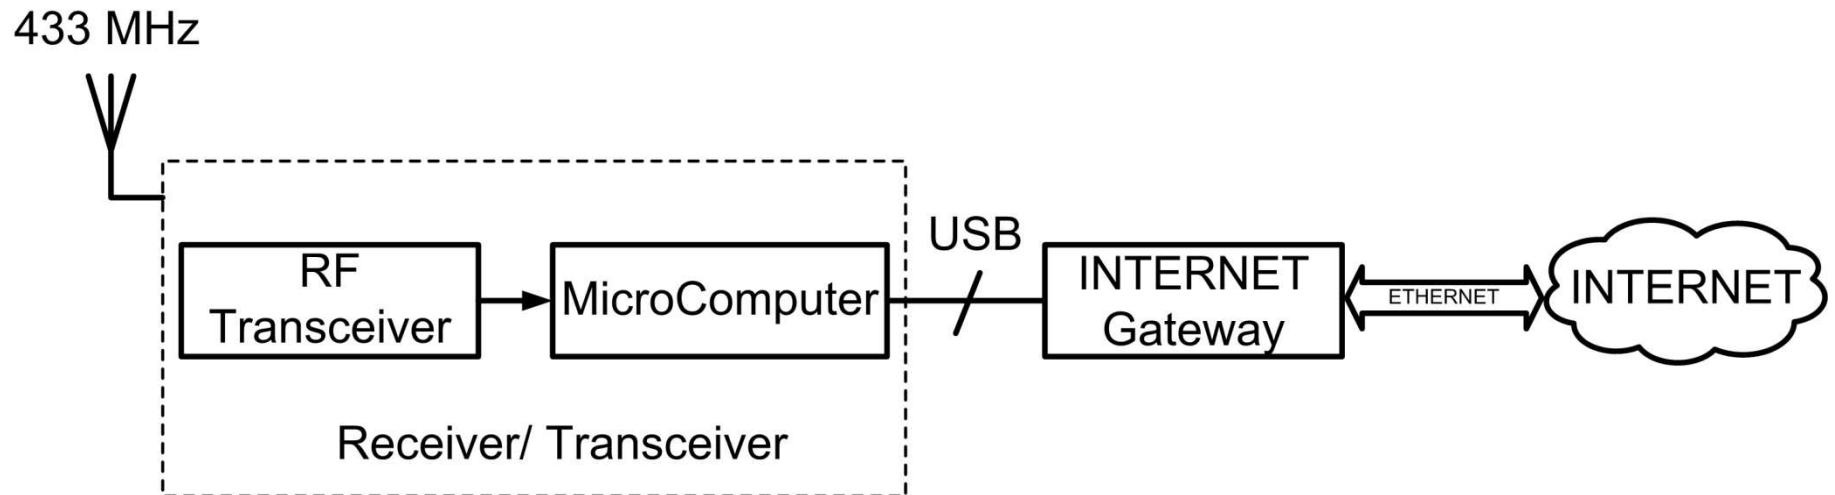 433 MHz
RF
Transceiver
MicroComputer
USB
INTERNET
Gateway
ETHERNET
INTERNET
Receiver/ Transceiver